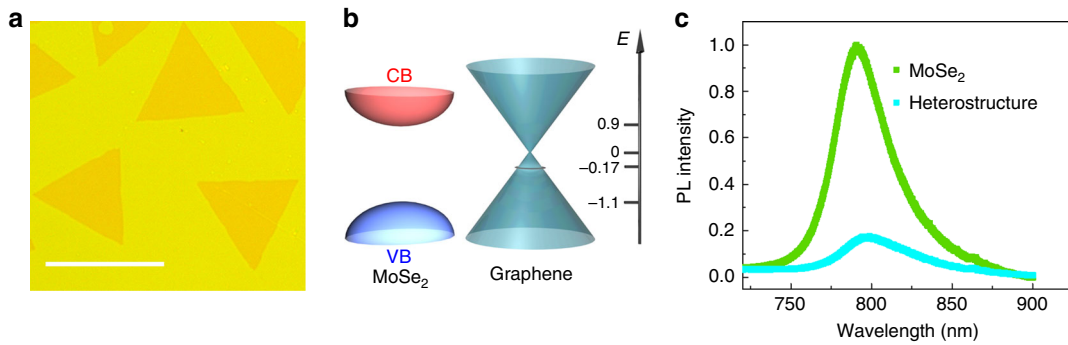 a
b
E
CB
0.9
0
–0.17
–1.1
VB
MoSe2
Graphene
c
PL intensity
1.0
0.8
0.6
0.4
0.2
0.0
MoSe2
Heterostructure
750
800
850
900
Wavelength (nm)